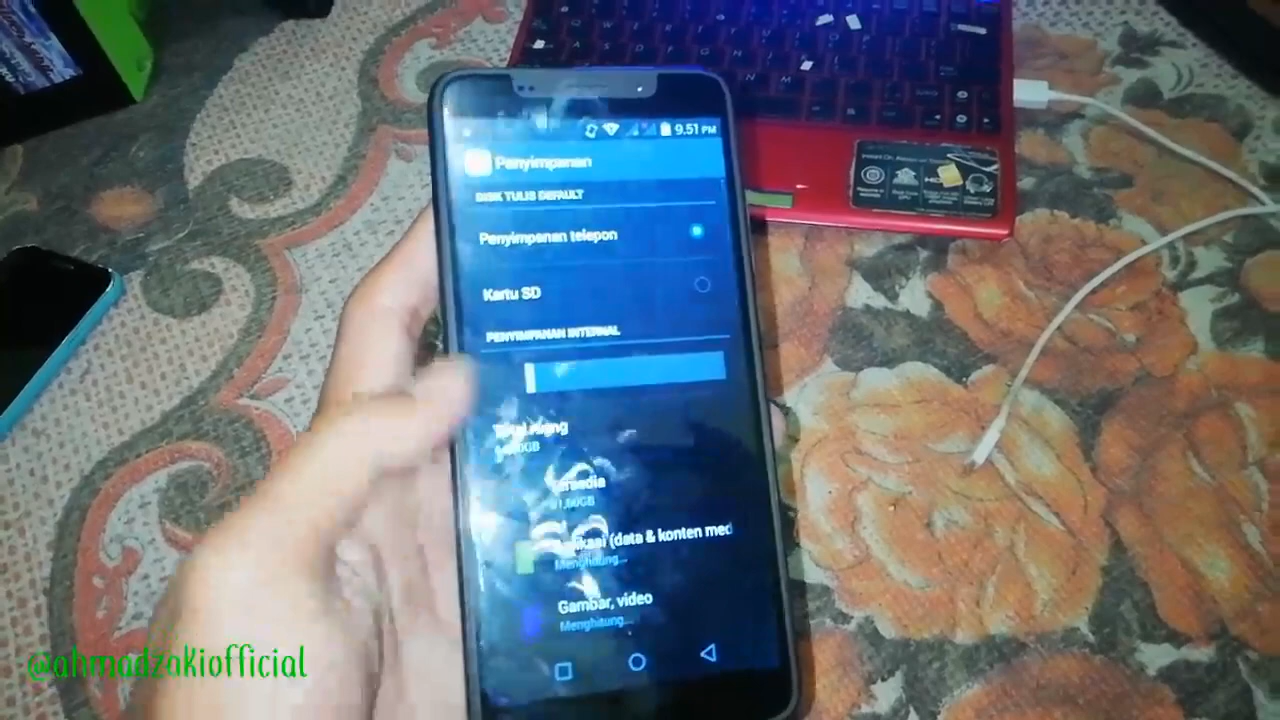 9.51 PM
Penyimpanan
DISK TULIS DEFAULT
Penyimpanan telepon
Kartu SD
PENYIMPANAN INTERNAL
Total ruang
Tersedia
(data & konten med
Menghitung...
Gambar, video
Menghitung...
@ahmadzakiofficial